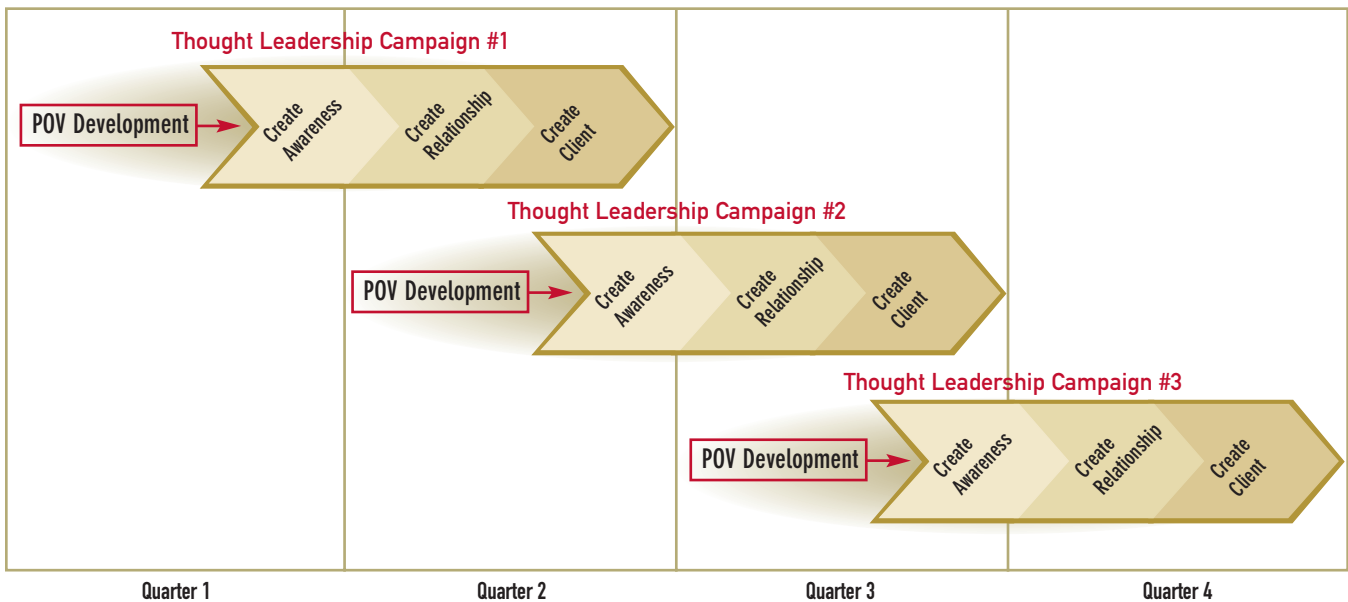 Thought Leadership Campaign #1
POV Development
Create
Awareness
Create
Relationship
Create
Client
Thought Leadership Campaign #2
POV Development
Create
Awareness
Create
Relationship
Create
Client
Thought Leadership Campaign #3
POV Development
Create
Awareness
Create
Relationship
Create
Client
Quarter 1
Quarter 2
Quarter 3
Quarter 4